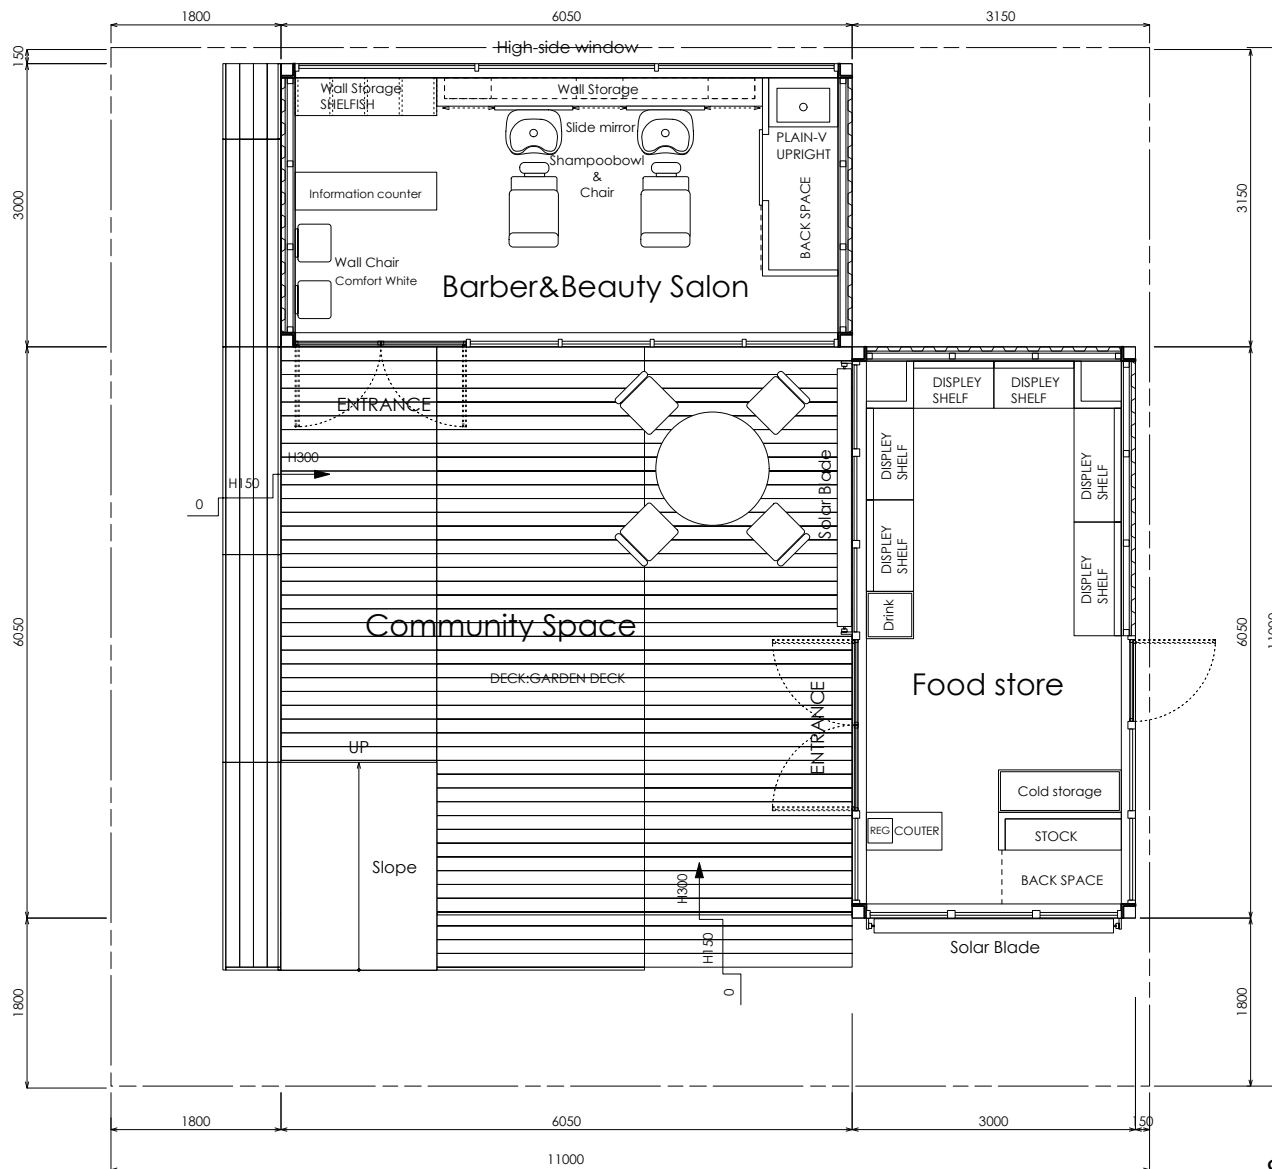 1800
6050
3150
150
High-side window
Wall Storage
SHELFISH
Wall Storage
Slide mirror
PLAIN-V
UPRIGHT
Shampoobowl
&
Chair
Information counter
BACK SPACE
3000
3150
Wall Chair
Comfort White
Barber&Beauty Salon
ENTRANCE
DISPLEY
SHELF
DISPLEY
SHELF
H300
H150
0
Solar Blade
DISPLEY
SHELF
DISPLEY
SHELF
DISPLEY
SHELF
DISPLEY
SHELF
Drink
Community Space
6050
6050
11000
DECK:GARDEN DECK
Food store
ENTRANCE
UP
Cold storage
REG
COUTER
STOCK
Slope
BACK SPACE
H300
H150
0
Solar Blade
1800
1800
1800
6050
3000
150
11000